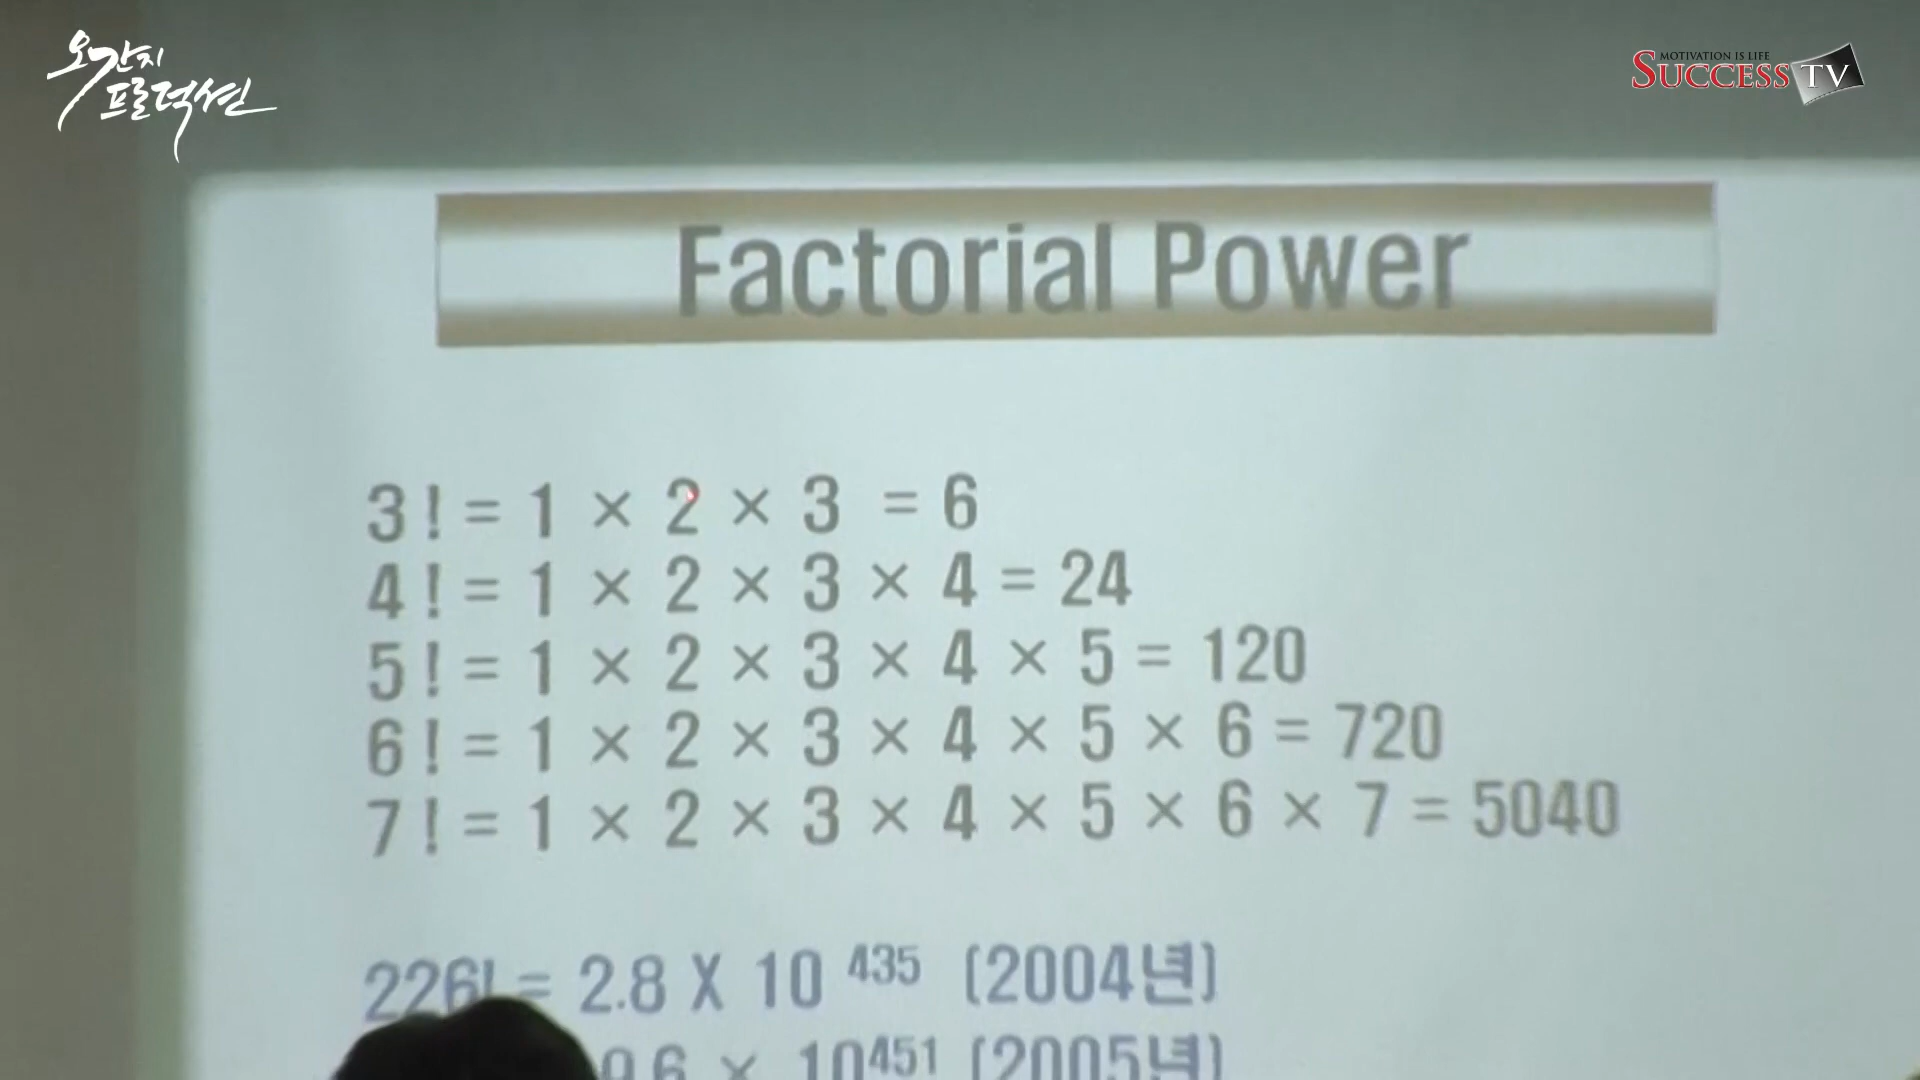 오간지
프로덕션
MOTIVATION IS LIFE
SUCCESS TV
Factorial Power
3 ! = 1 × 2 × 3 = 6
4 ! = 1 × 2 × 3 × 4 = 24
5 ! = 1 × 2 × 3 × 4 × 5 = 120
6 ! = 1 × 2 × 3 × 4 × 5 × 6 = 720
7 ! = 1 × 2 × 3 × 4 × 5 × 6 × 7 = 5040
226! = 2.8 X 10 435 (2004년)
9.6 × 10451 (2005년)